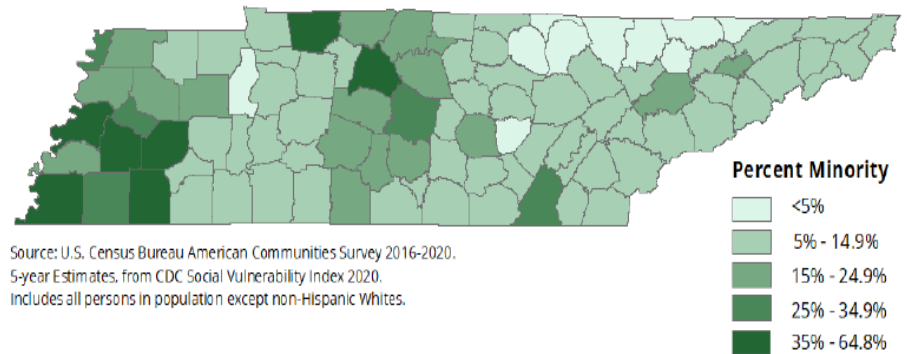 Percent Minority
<5%
5% - 14.9%
15% - 24.9%
25% - 34.9%
35% - 64.8%
Source: U.S. Census Bureau American Communities Survey 2016-2020.
5-year Estimates, from CDC Social Vulnerability Index 2020.
Includes all persons in population except non-Hispanic Whites.